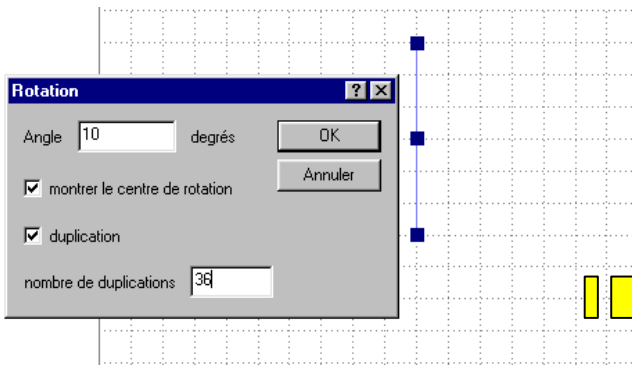 Rotation
Angle 10 degrés OK
Annuler
montrer le centre de rotation
duplication
nombre de duplications 36